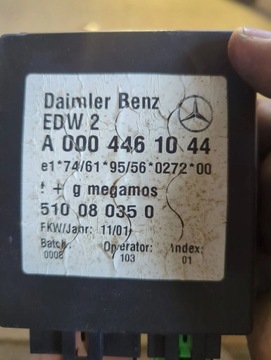 Daimler Benz
EDW 2
A 000 446 10 44
e1*74/61*95/56*0272*00
! + g megamos
51 08 035 0
FKW/Jahr: 11/01
Batch: Operator: Index:
0008 103 01